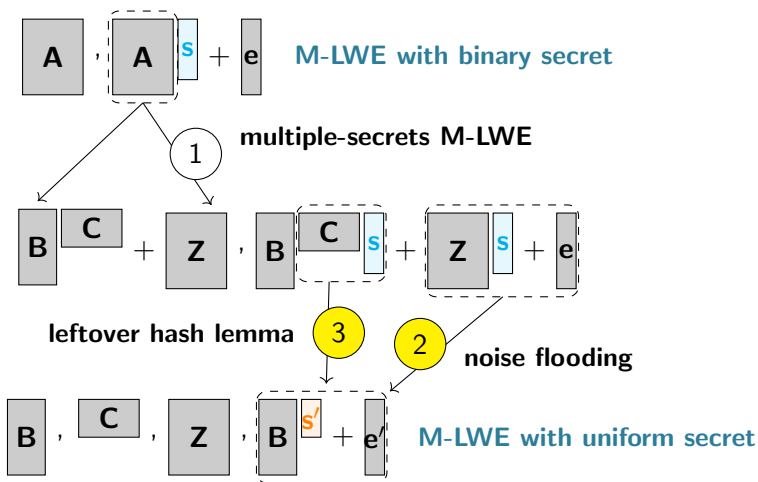 A , A s + e M-LWE with binary secret
1 multiple-secrets M-LWE
B C + Z , B C s + Z s + e
leftover hash lemma 3 2 noise flooding
B , C , Z , B s′ + e′ M-LWE with uniform secret